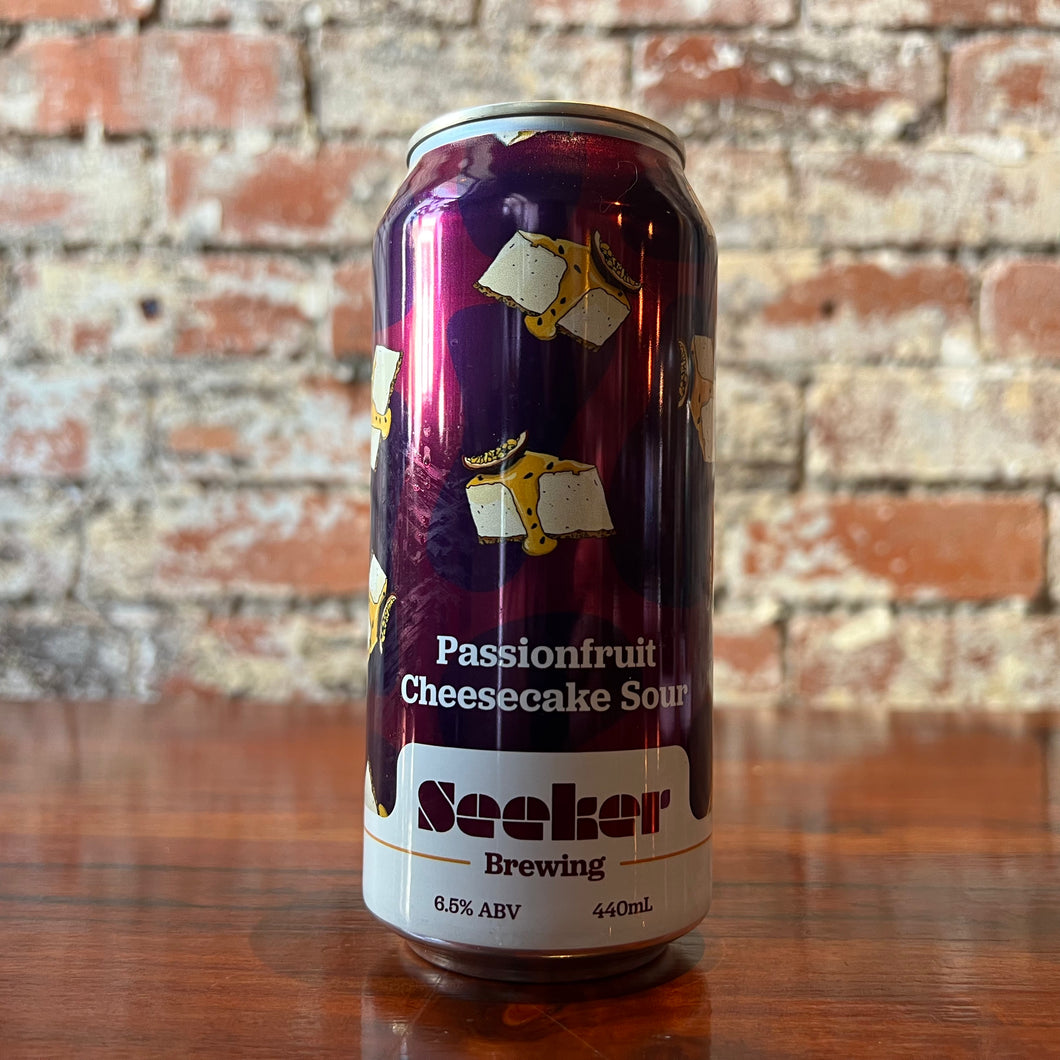 Passionfruit
Cheesecake Sour
Seeker
Brewing
6.5% ABV 440mL